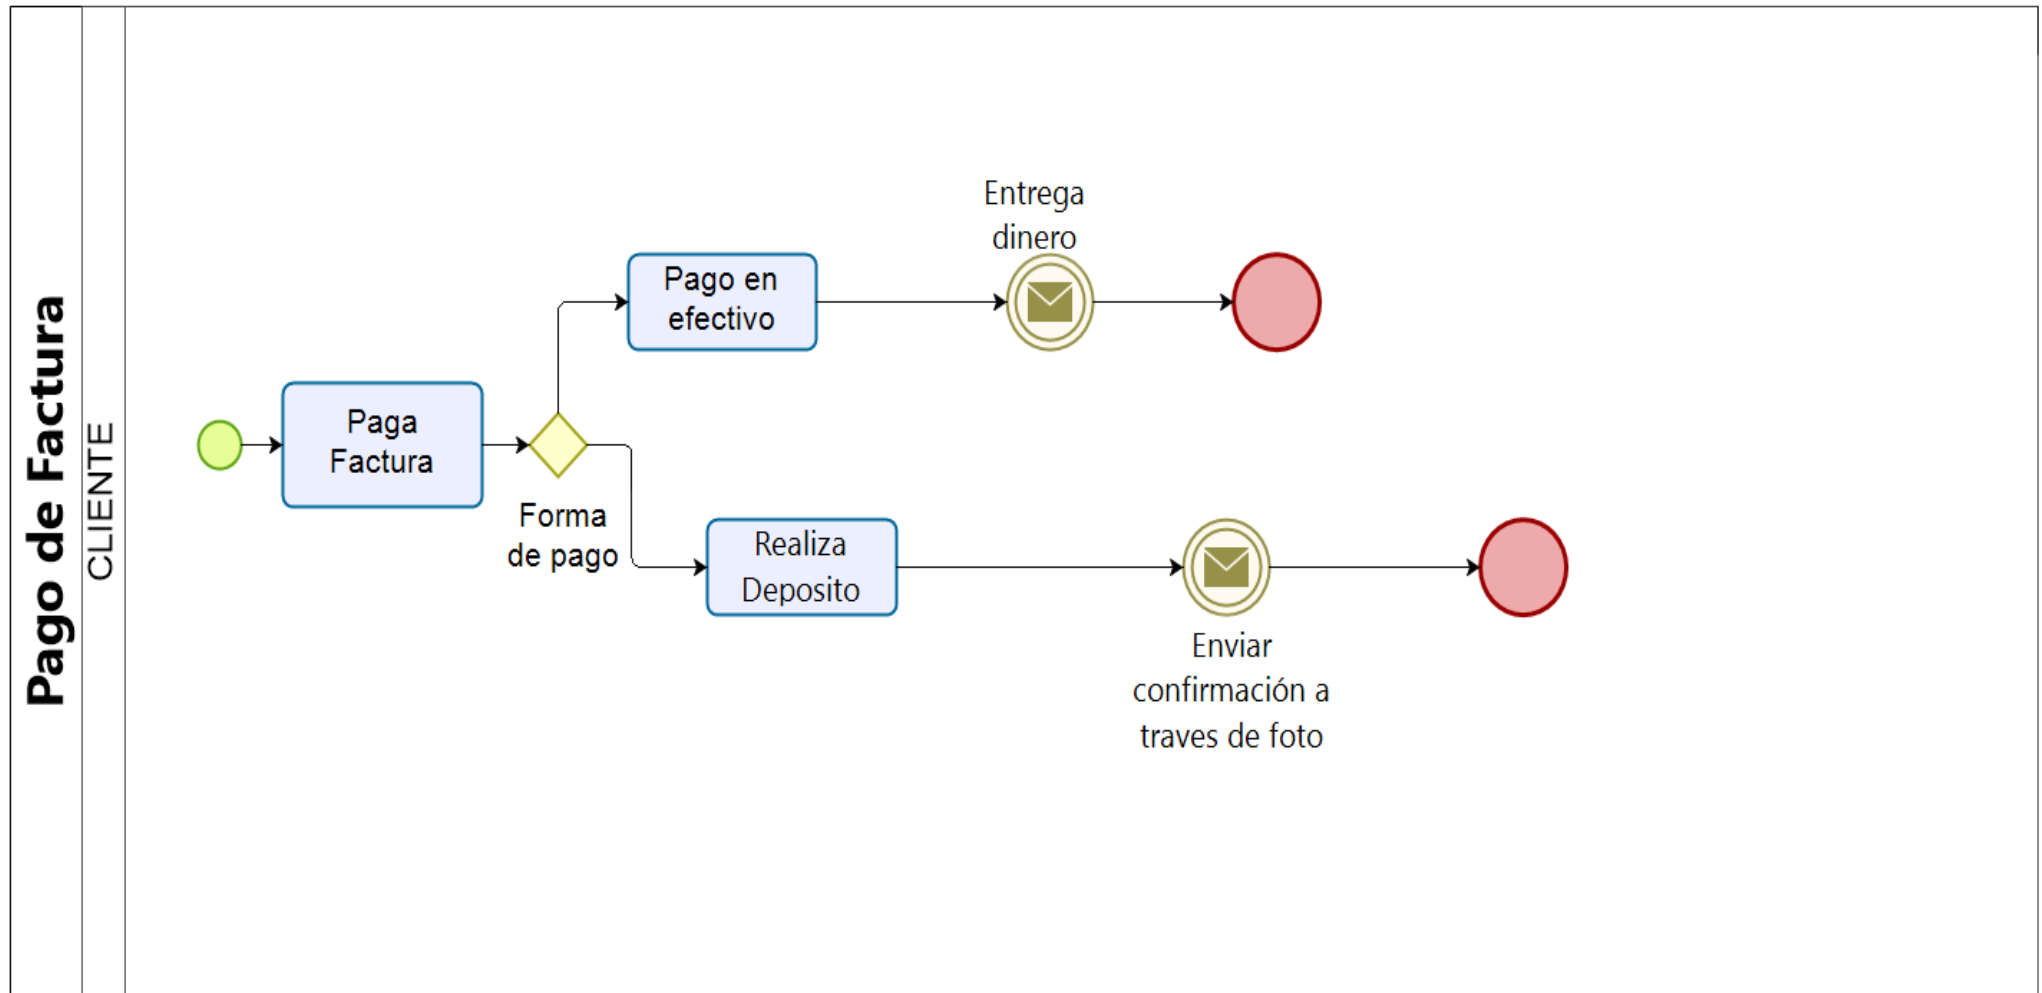 Pago de Factura
CLIENTE
Paga
Factura
Forma
de pago
Pago en
efectivo
Entrega
dinero
Realiza
Deposito
Enviar
confirmación a
traves de foto